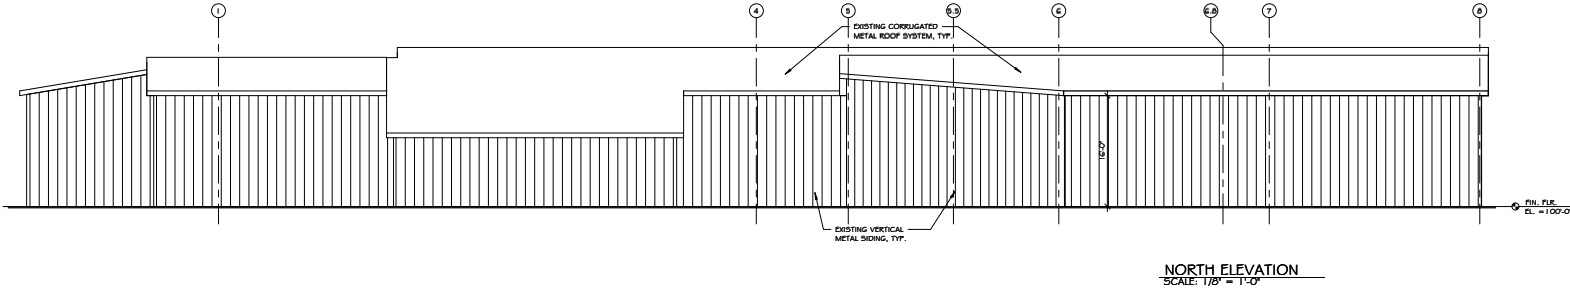 1
4
5
5.5
6
6.8
7
8
EXISTING CORRUGATED
METAL ROOF SYSTEM, TYP.
16'-0"
EXISTING VERTICAL
METAL SIDING, TYP.
FIN. FLR.
EL. = 100'-0
NORTH ELEVATION
SCALE: 1/8" = 1'-0"